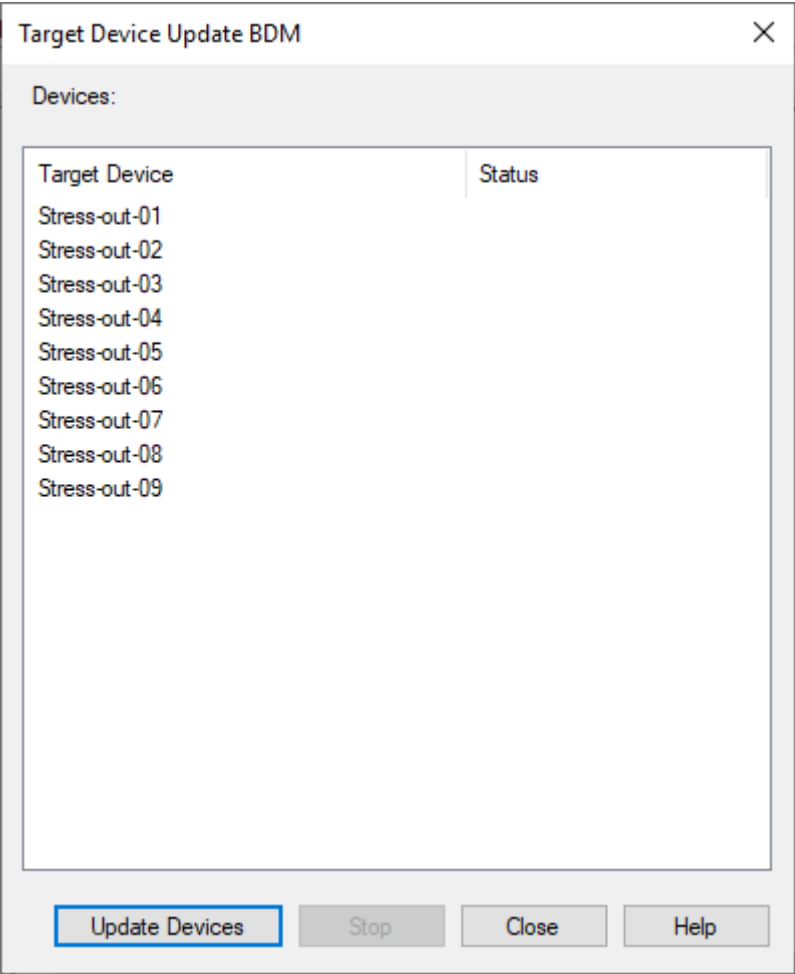 Target Device Update BDM
Devices:
Target Device Status
Stress-out-01
Stress-out-02
Stress-out-03
Stress-out-04
Stress-out-05
Stress-out-06
Stress-out-07
Stress-out-08
Stress-out-09
Update Devices Stop Close Help